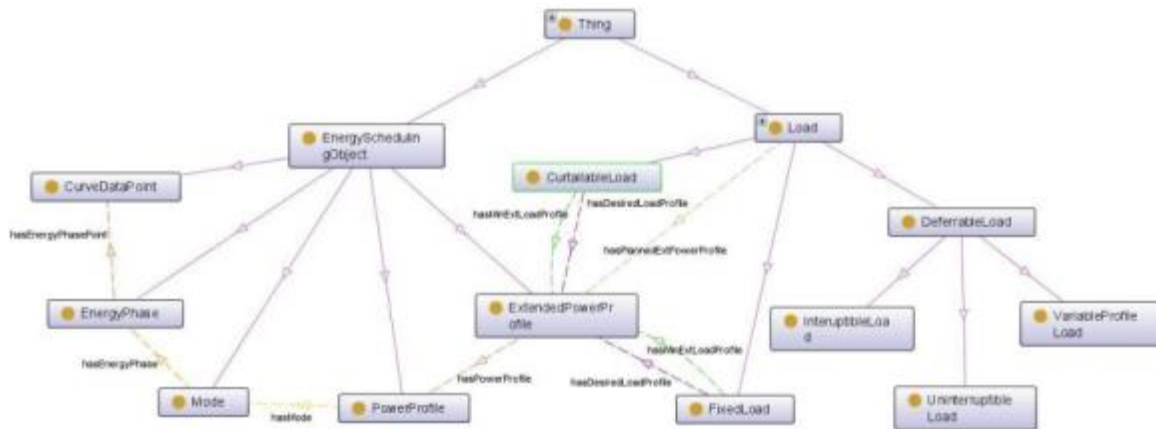 Thing
EnergySchedulin
gObject
Load
CurveDataPoint
CurtailableLoad
hasMinExtLoadProfile
hasDesiredLoadProfile
DeferrableLoad
hasEnergyPhasePoint
hasPlannedExtPowerProfile
EnergyPhase
ExtendedPowerPr
ofile
InteruptibleLoa
d
VariableProfile
Load
hasMinExtLoadProfile
hasEnergyPhase
hasPowerProfile
hasDesiredLoadProfile
Mode
hasMode
PowerProfile
FixedLoad
Uninterruptible
Load